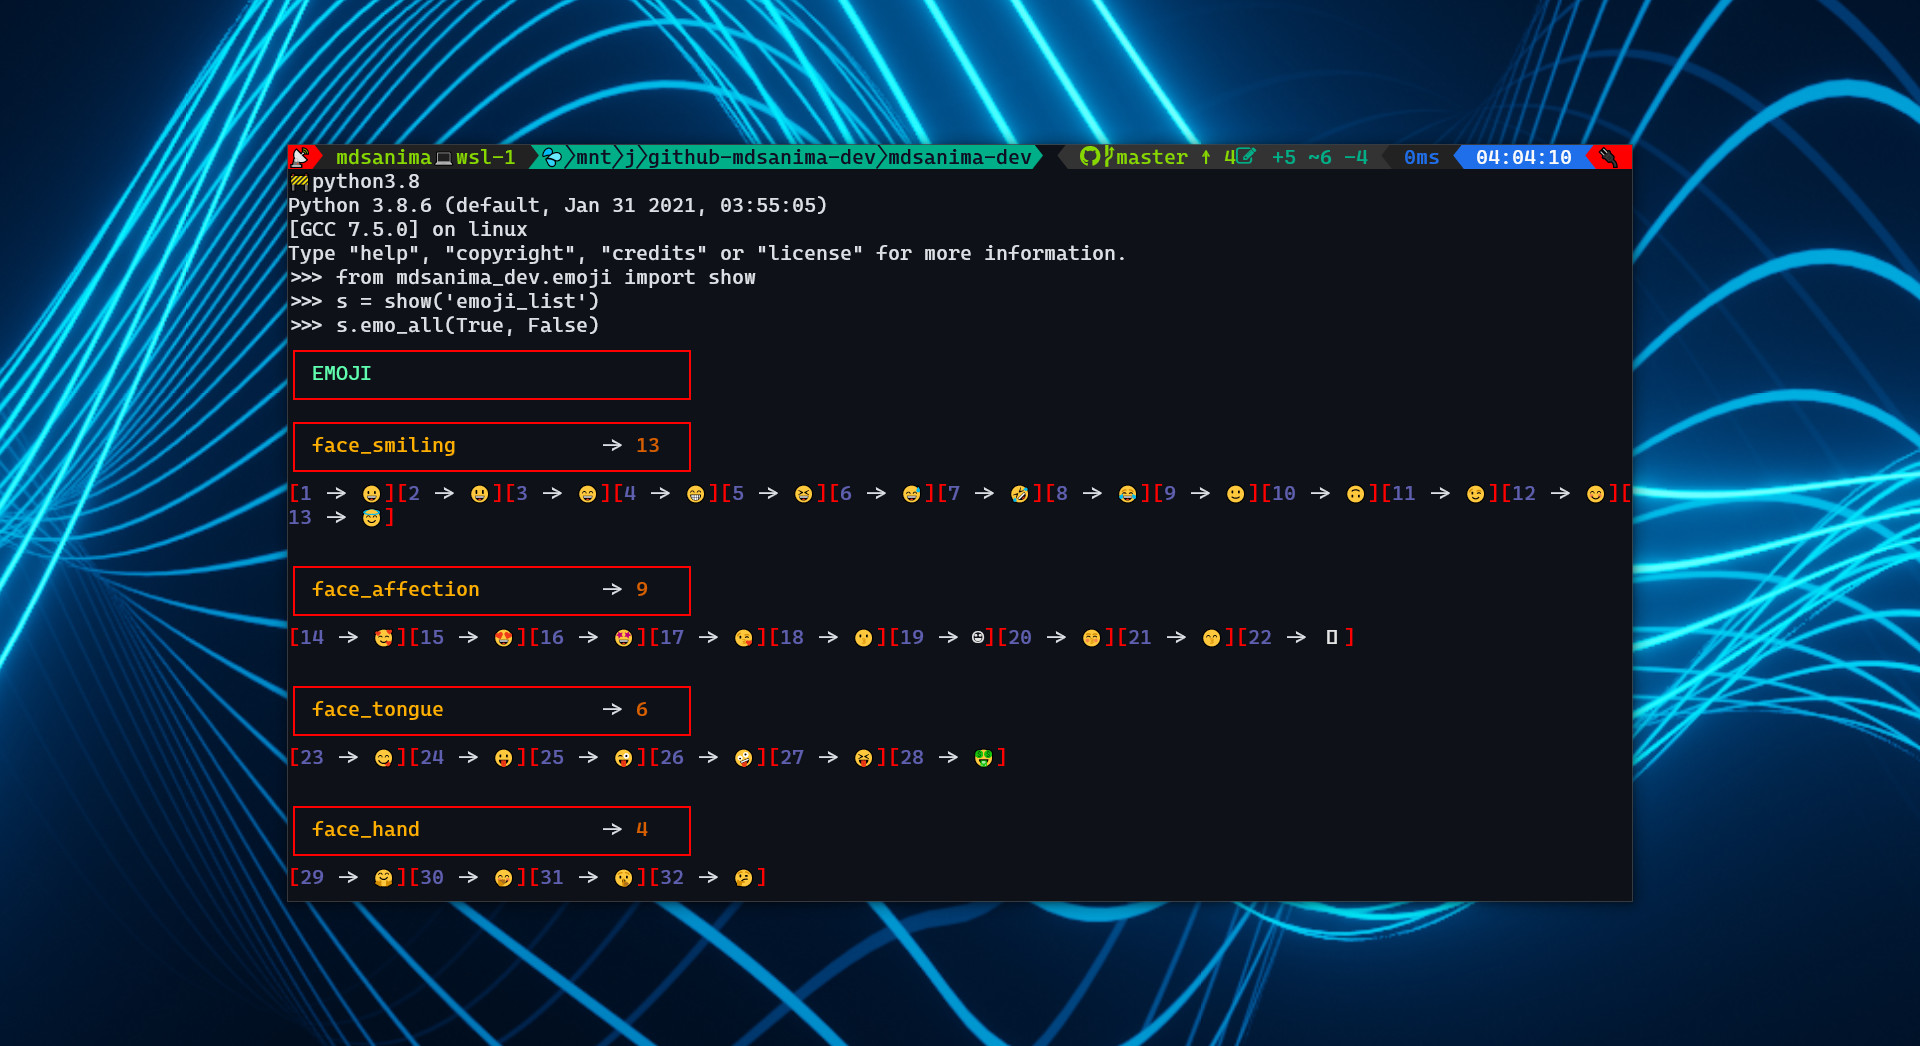 mdsanima💻wsl-1 mnt j github-mdsanima-dev mdsanima-dev master ↑ 4 +5 ~6 -4 0ms 04:04:10
🚧python3.8
Python 3.8.6 (default, Jan 31 2021, 03:55:05)
[GCC 7.5.0] on linux
Type "help", "copyright", "credits" or "license" for more information.
>>> from mdsanima_dev.emoji import show
>>> s = show('emoji_list')
>>> s.emo_all(True, False)
EMOJI
face_smiling → 13
[1 → 😀][2 → 😃][3 → 😄][4 → 😁][5 → 😆][6 → 😅][7 → 🤣][8 → 😂][9 → 🙂][10 → 🙃][11 → 😉][12 → 😊][
13 → 😇]
face_affection → 9
[14 → 🥰][15 → 😍][16 → 🤩][17 → 😘][18 → 😗][19 → ☺][20 → 😚][21 → 😙][22 → ▯]
face_tongue → 6
[23 → 😋][24 → 😛][25 → 😜][26 → 🤪][27 → 😝][28 → 🤑]
face_hand → 4
[29 → 🤗][30 → 🤭][31 → 🤫][32 → 🤔]